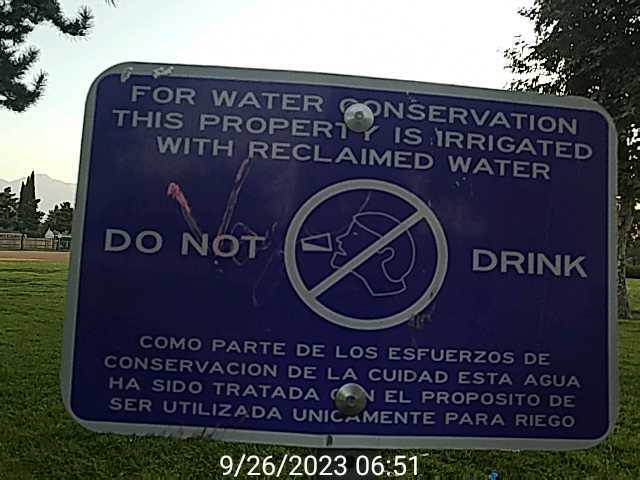 FOR WATER CONSERVATION
THIS PROPERTY IS IRRIGATED
WITH RECLAIMED WATER
DO NOT DRINK
COMO PARTE DE LOS ESFUERZOS DE
CONSERVACION DE LA CUIDAD ESTA AGUA
HA SIDO TRATADA CON EL PROPOSITO DE
SER UTILIZADA UNICAMENTE PARA RIEGO
9/26/2023 06:51